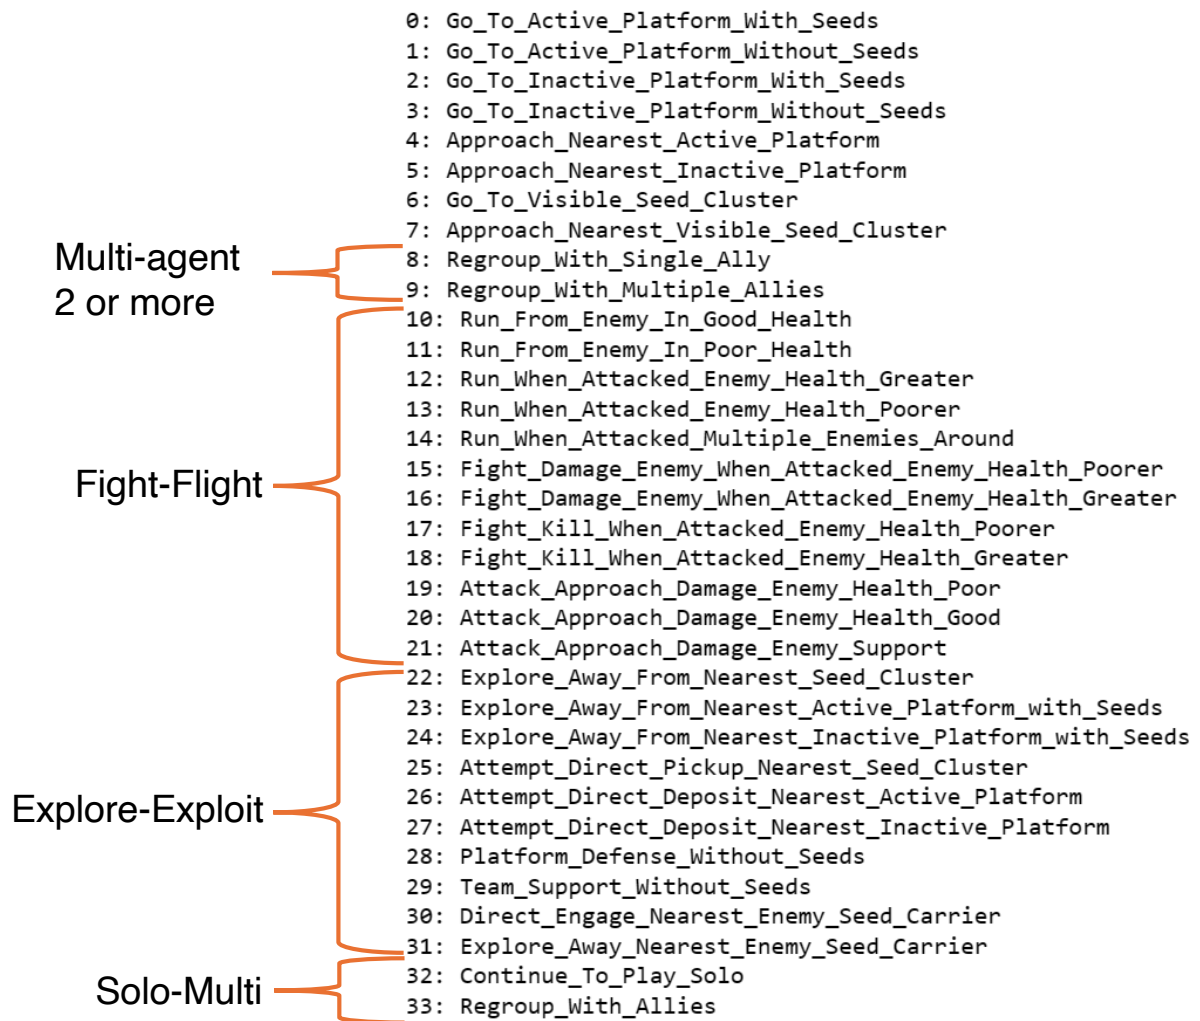 0: Go_To_Active_Platform_With_Seeds
1: Go_To_Active_Platform_Without_Seeds
2: Go_To_Inactive_Platform_With_Seeds
3: Go_To_Inactive_Platform_Without_Seeds
4: Approach_Nearest_Active_Platform
5: Approach_Nearest_Inactive_Platform
6: Go_To_Visible_Seed_Cluster
7: Approach_Nearest_Visible_Seed_Cluster
Multi-agent
2 or more
8: Regroup_With_Single_Ally
9: Regroup_With_Multiple_Allies
Fight-Flight
10: Run_From_Enemy_In_Good_Health
11: Run_From_Enemy_In_Poor_Health
12: Run_When_Attacked_Enemy_Health_Greater
13: Run_When_Attacked_Enemy_Health_Poorer
14: Run_When_Attacked_Multiple_Enemies_Around
15: Fight_Damage_Enemy_When_Attacked_Enemy_Health_Poorer
16: Fight_Damage_Enemy_When_Attacked_Enemy_Health_Greater
17: Fight_Kill_When_Attacked_Enemy_Health_Poorer
18: Fight_Kill_When_Attacked_Enemy_Health_Greater
19: Attack_Approach_Damage_Enemy_Health_Poor
20: Attack_Approach_Damage_Enemy_Health_Good
21: Attack_Approach_Damage_Enemy_Support
Explore-Exploit
22: Explore_Away_From_Nearest_Seed_Cluster
23: Explore_Away_From_Nearest_Active_Platform_with_Seeds
24: Explore_Away_From_Nearest_Inactive_Platform_with_Seeds
25: Attempt_Direct_Pickup_Nearest_Seed_Cluster
26: Attempt_Direct_Deposit_Nearest_Active_Platform
27: Attempt_Direct_Deposit_Nearest_Inactive_Platform
28: Platform_Defense_Without_Seeds
29: Team_Support_Without_Seeds
30: Direct_Engage_Nearest_Enemy_Seed_Carrier
31: Explore_Away_Nearest_Enemy_Seed_Carrier
Solo-Multi
32: Continue_To_Play_Solo
33: Regroup_With_Allies